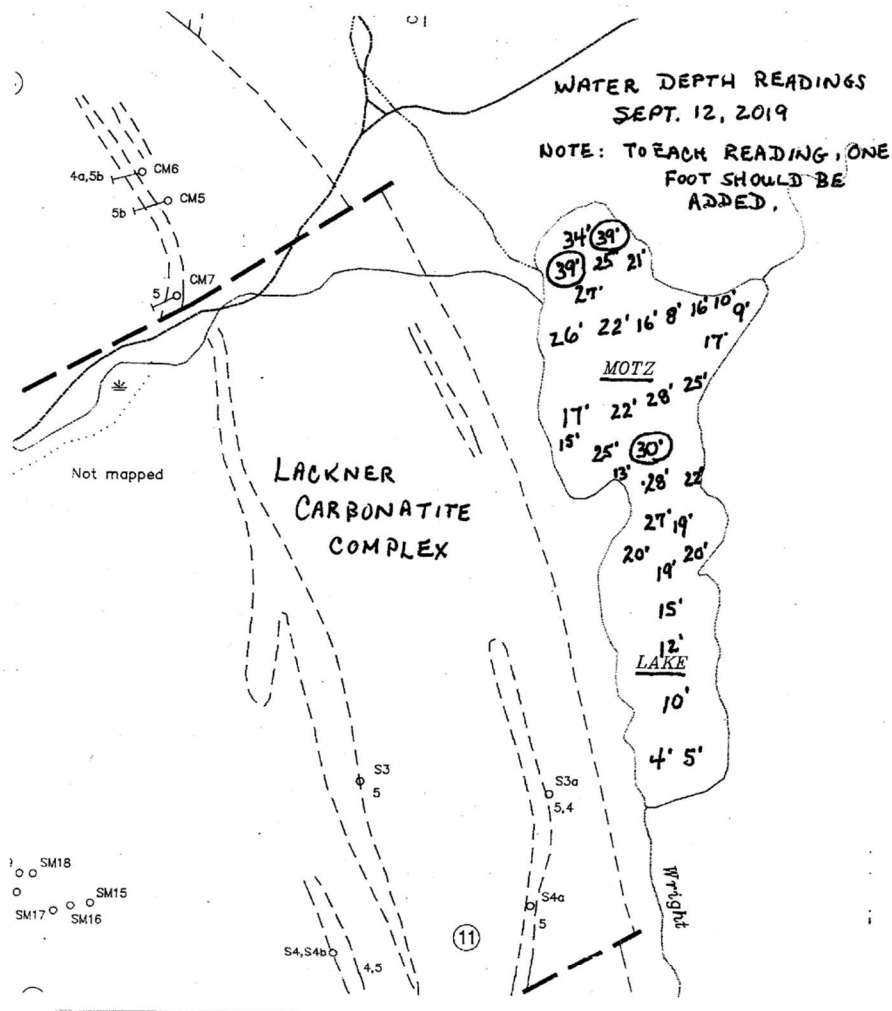 WATER DEPTH READINGS
SEPT. 12, 2019
NOTE: TO EACH READING, ONE
FOOT SHOULD BE
ADDED.
4a,5b
CM6
5b
CM5
5
CM7
34' 39'
39' 25' 21'
27'
26' 22' 16' 8' 16' 10' 9'
17'
MOTZ
17' 22' 28' 25'
15' 25' 30'
13' 28' 22'
27' 19'
20' 19' 20'
15'
12'
LAKE
10'
4' 5'
Not mapped
LACKNER
CARBONATITE
COMPLEX
S3
5
S3a
5,4
SM18
SM15
SM17
SM16
S4a
5
Wright
11
S4,S4b
4,5